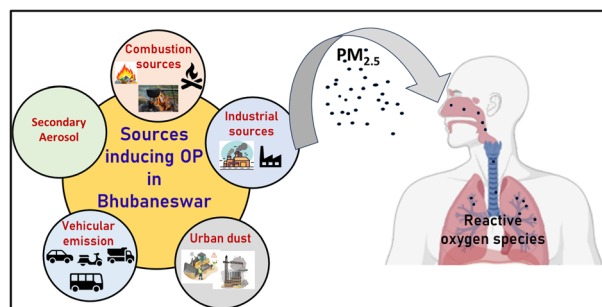 Combustion
sources
Secondary
Aerosol
Sources
inducing OP
in
Bhubaneswar
Industrial
sources
Vehicular
emission
Urban dust
PM2.5
Reactive
oxygen species